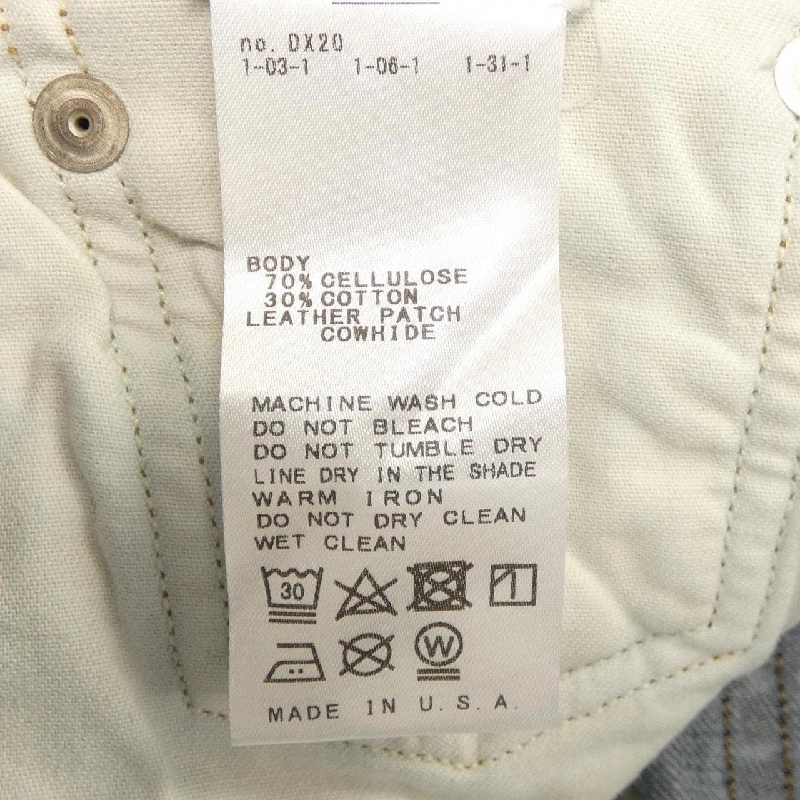 no. DX20
1-03-1 1-06-1 1-31-1
BODY
70% CELLULOSE
30% COTTON
LEATHER PATCH
COWHIDE
MACHINE WASH COLD
DO NOT BLEACH
DO NOT TUMBLE DRY
LINE DRY IN THE SHADE
WARM IRON
DO NOT DRY CLEAN
WET CLEAN
30
W
MADE IN U.S.A.